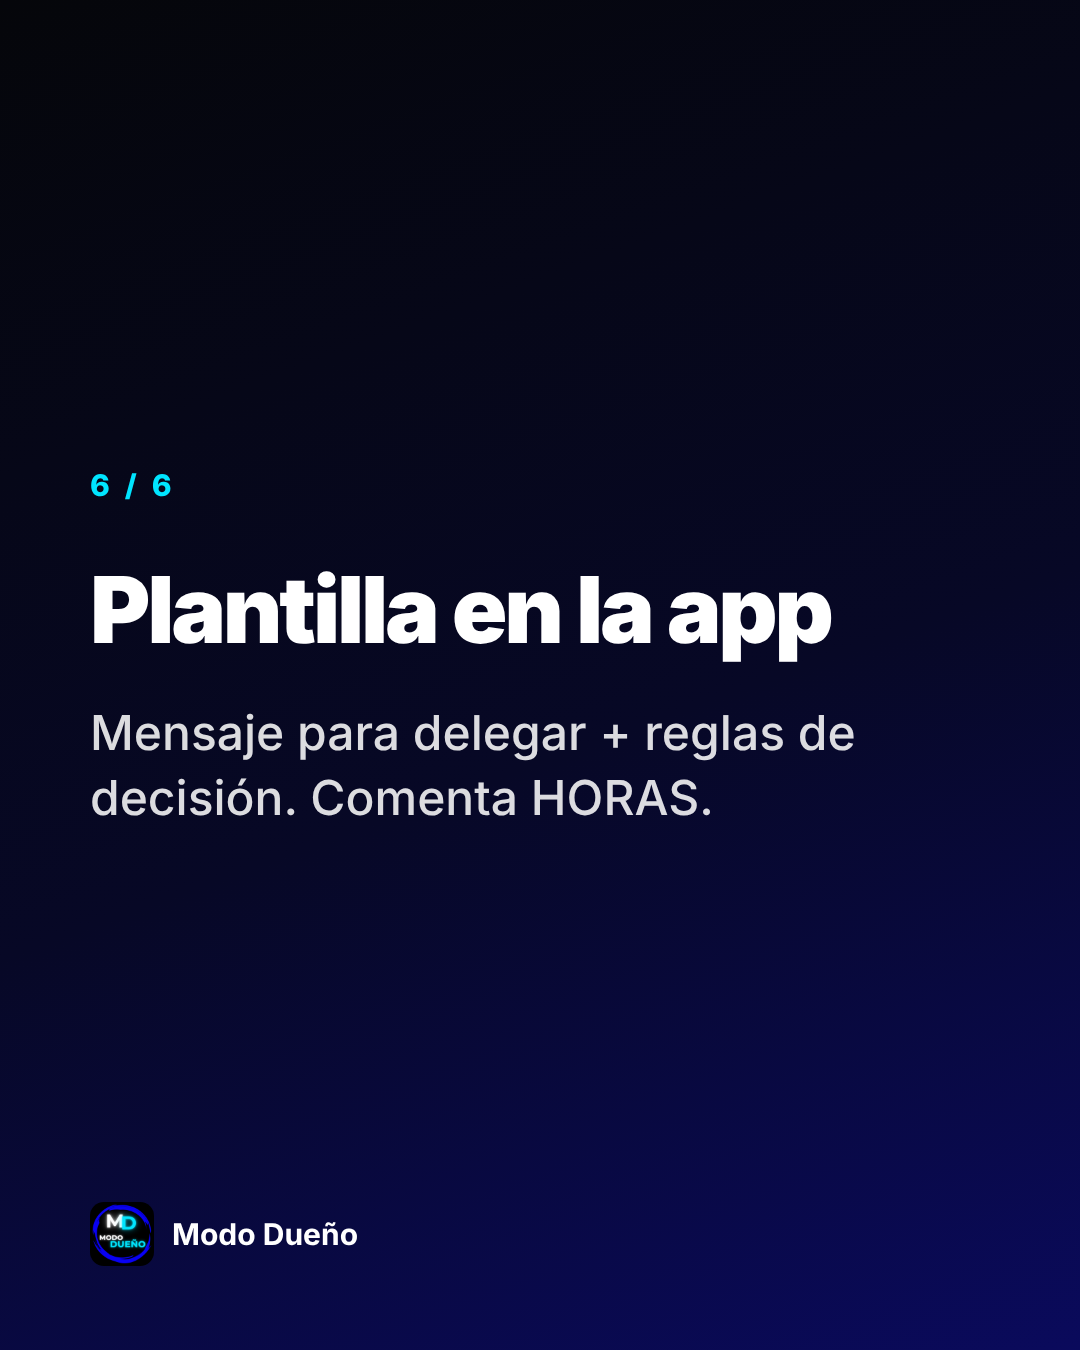 6 / 6
Plantilla en la app
Mensaje para delegar + reglas de
decisión. Comenta HORAS.
MD
MODO
DUEÑO
Modo Dueño